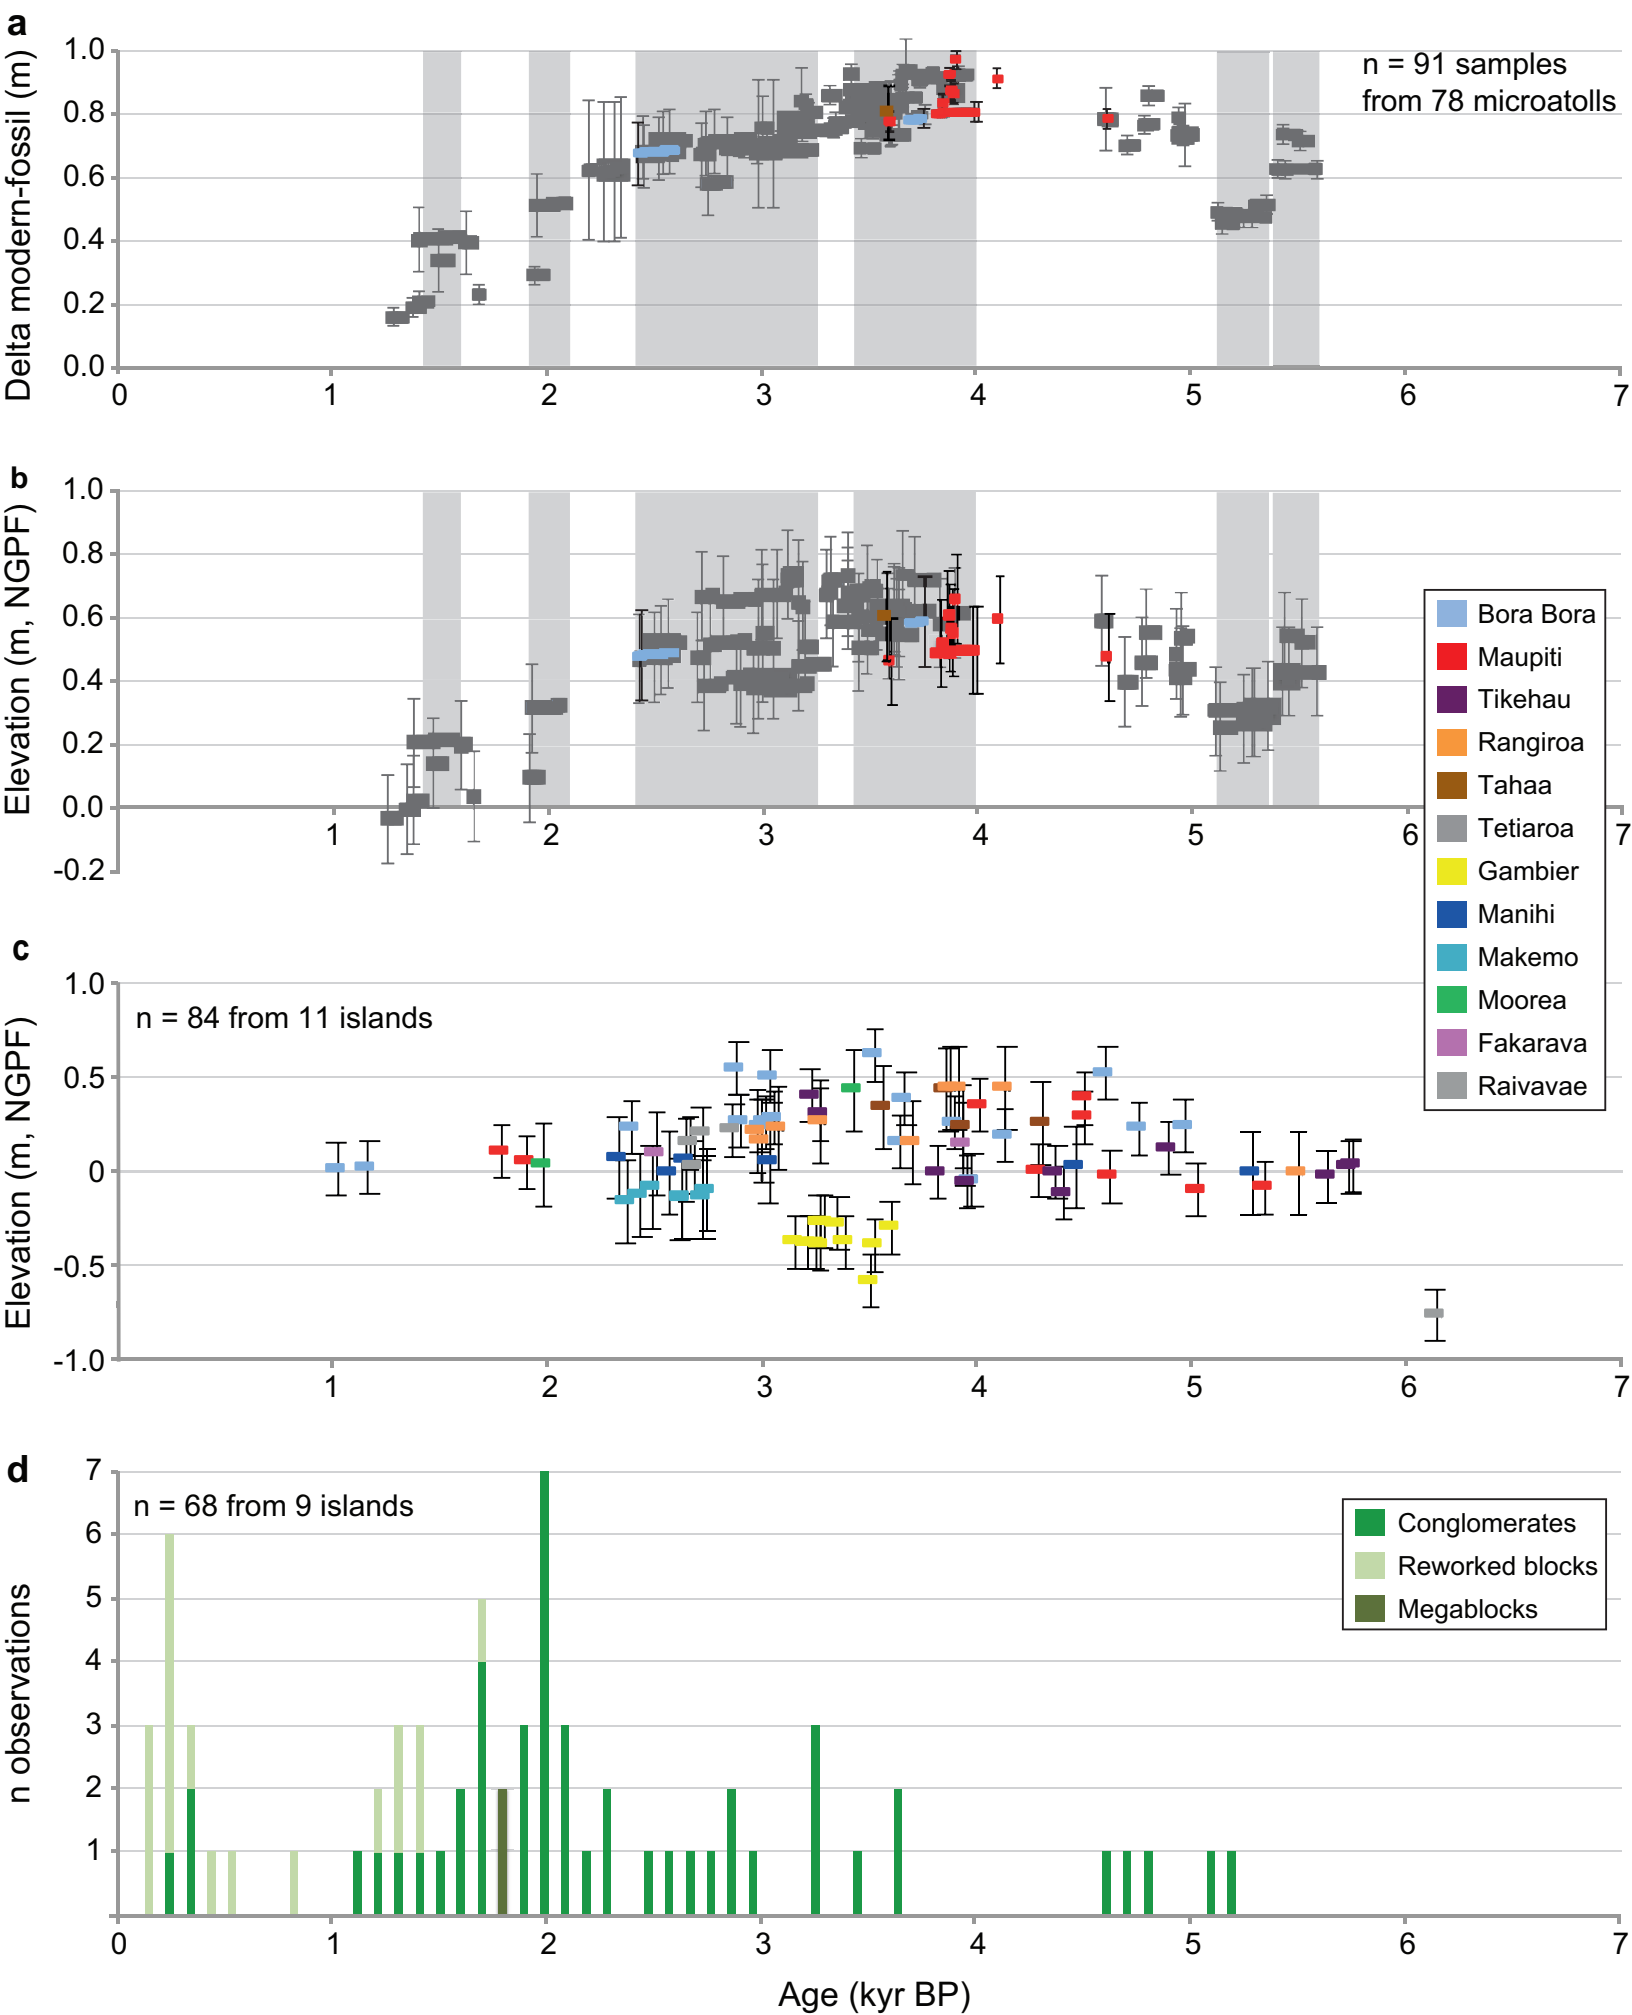 a
Delta modern-fossil (m)
1.0
0.8
0.6
0.4
0.2
0.0
0 1 2 3 4 5 6 7
n = 91 samples
from 78 microatolls
b
Elevation (m, NGPF)
1.0
0.8
0.6
0.4
0.2
0.0
-0.2
1 2 3 4 5 6 7
Bora Bora
Maupiti
Tikehau
Rangiroa
Tahaa
Tetiaroa
Gambier
Manihi
Makemo
Moorea
Fakarava
Raivavae
c
Elevation (m, NGPF)
1.0
0.5
0
-0.5
-1.0
n = 84 from 11 islands
1 2 3 4 5 6 7
d
n observations
7
6
5
4
3
2
1
n = 68 from 9 islands
Conglomerates
Reworked blocks
Megablocks
0 1 2 3 4 5 6 7
Age (kyr BP)